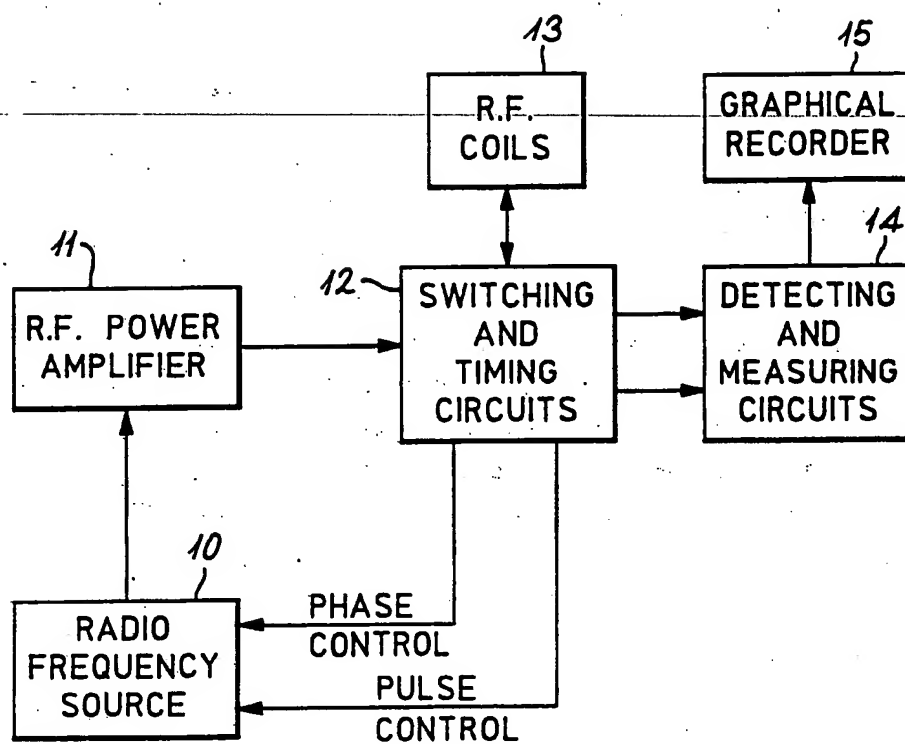 13
R.F.
COILS
15
GRAPHICAL
RECORDER
11
R.F. POWER
AMPLIFIER
12
SWITCHING
AND
TIMING
CIRCUITS
14
DETECTING
AND
MEASURING
CIRCUITS
10
RADIO
FREQUENCY
SOURCE
PHASE
CONTROL
PULSE
CONTROL